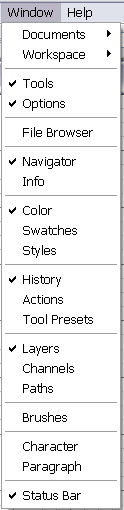 Window Help
Documents
Workspace
Tools
Options
File Browser
Navigator
Info
Color
Swatches
Styles
History
Actions
Tool Presets
Layers
Channels
Paths
Brushes
Character
Paragraph
Status Bar